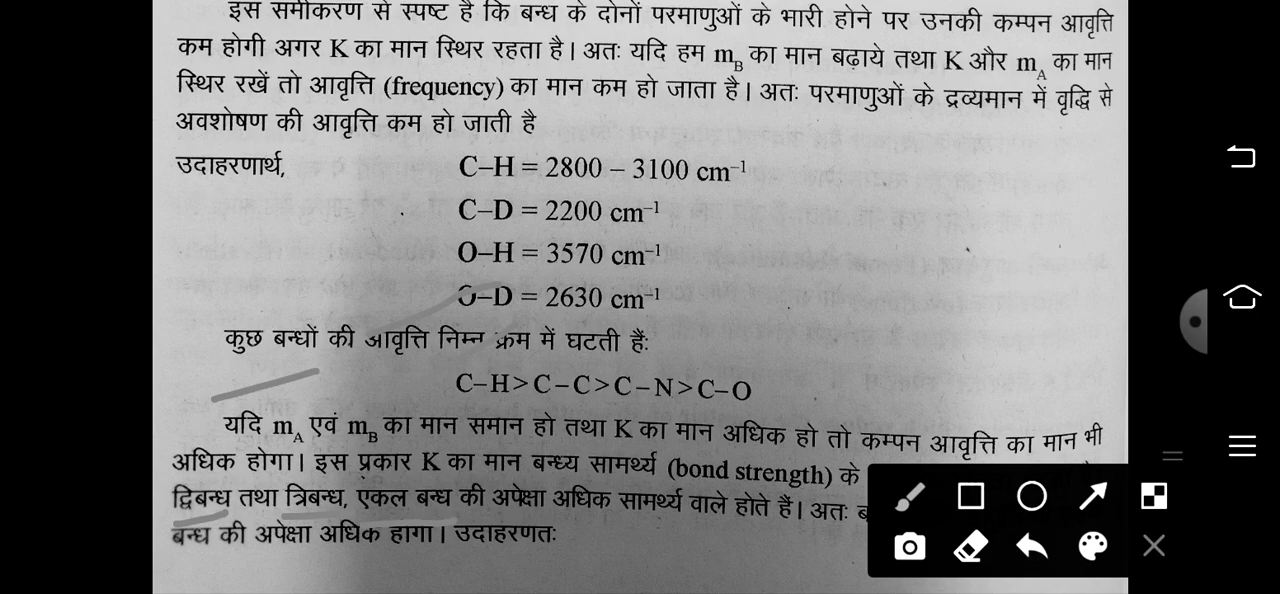 इस समीकरण से स्पष्ट है कि बन्ध के दोनों परमाणुओं के भारी होने पर उनकी कम्पन आवृत्ति
कम होगी अगर K का मान स्थिर रहता है। अतः यदि हम mB का मान बढ़ाये तथा K और mA का मान
स्थिर रखें तो आवृत्ति (frequency) का मान कम हो जाता है। अतः परमाणुओं के द्रव्यमान में वृद्धि से
अवशोषण की आवृत्ति कम हो जाती है
उदाहरणार्थ, C–H = 2800 – 3100 cm–1
C–D = 2200 cm–1
O–H = 3570 cm–1
O–D = 2630 cm–1
कुछ बन्धों की आवृत्ति निम्न क्रम में घटती हैं:
C–H>C–C>C–N>C–O
यदि mA एवं mB का मान समान हो तथा K का मान अधिक हो तो कम्पन आवृत्ति का मान भी
अधिक होगा। इस प्रकार K का मान बन्ध्य सामर्थ्य (bond strength) के
द्विबन्ध तथा त्रिबन्ध, एकल बन्ध की अपेक्षा अधिक सामर्थ्य वाले होते हैं। अतः
बन्ध की अपेक्षा अधिक हागा। उदाहरणतः